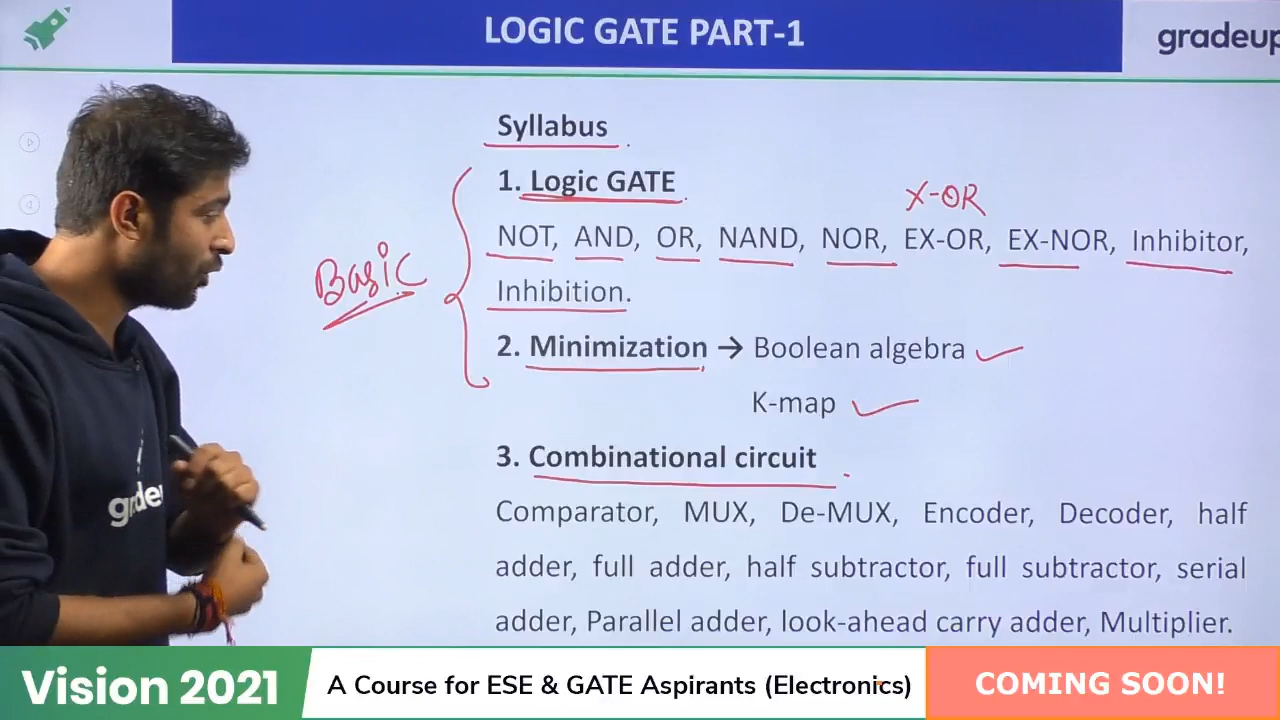 LOGIC GATE PART-1
gradeup
Syllabus
1. Logic GATE
X-OR
NOT, AND, OR, NAND, NOR, EX-OR, EX-NOR, Inhibitor,
Inhibition.
Basic
2. Minimization → Boolean algebra
K-map
3. Combinational circuit
Comparator, MUX, De-MUX, Encoder, Decoder, half
adder, full adder, half subtractor, full subtractor, serial
adder, Parallel adder, look-ahead carry adder, Multiplier.
grade
Vision 2021
A Course for ESE & GATE Aspirants (Electronics)
COMING SOON!